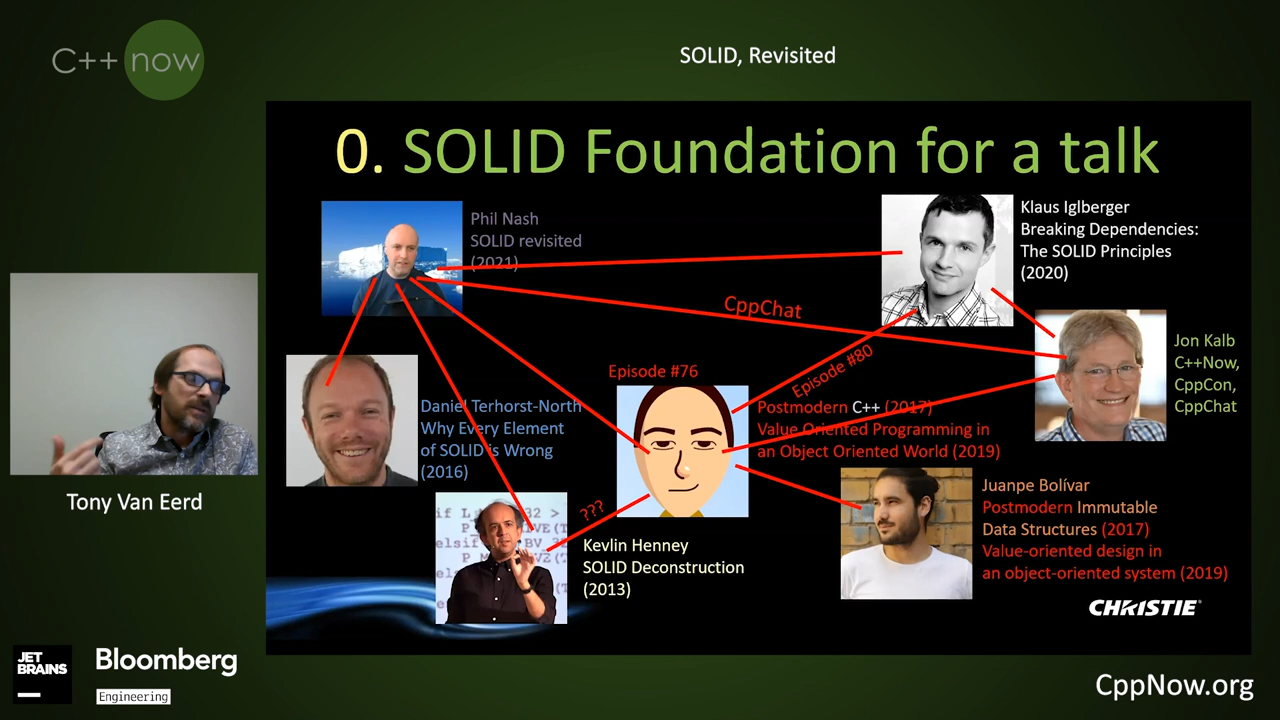 C++ now
SOLID, Revisited
0. SOLID Foundation for a talk
Phil Nash
SOLID revisited
(2021)
Klaus Iglberger
Breaking Dependencies:
The SOLID Principles
(2020)
CppChat
Jon Kalb
C++Now,
CppCon,
CppChat
Episode #76
Episode #80
Daniel Terhorst-North
Why Every Element
of SOLID is Wrong
(2016)
Postmodern C++ (2017)
Value Oriented Programming in
an Object Oriented World (2019)
Juanpe Bolívar
Postmodern Immutable
Data Structures (2017)
Value-oriented design in
an object-oriented system (2019)
???
Kevlin Henney
SOLID Deconstruction
(2013)
CHRISTIE
Tony Van Eerd
JET
BRAINS
Bloomberg
Engineering
CppNow.org